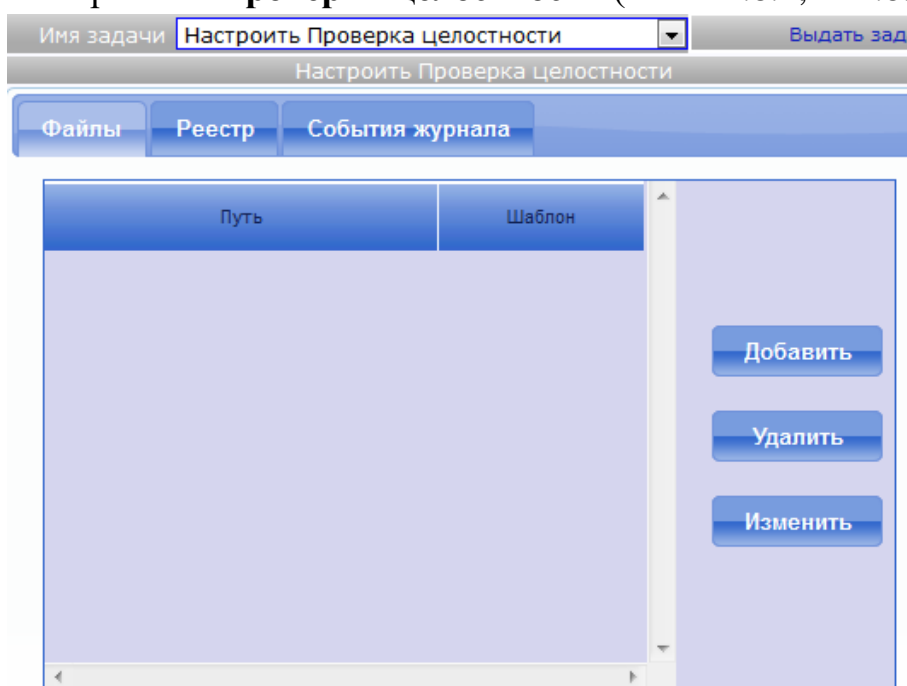 Имя задачи Настроить Проверка целостности Выдать зад
Настроить Проверка целостности
Файлы Реестр События журнала
Путь Шаблон
Добавить
Удалить
Изменить